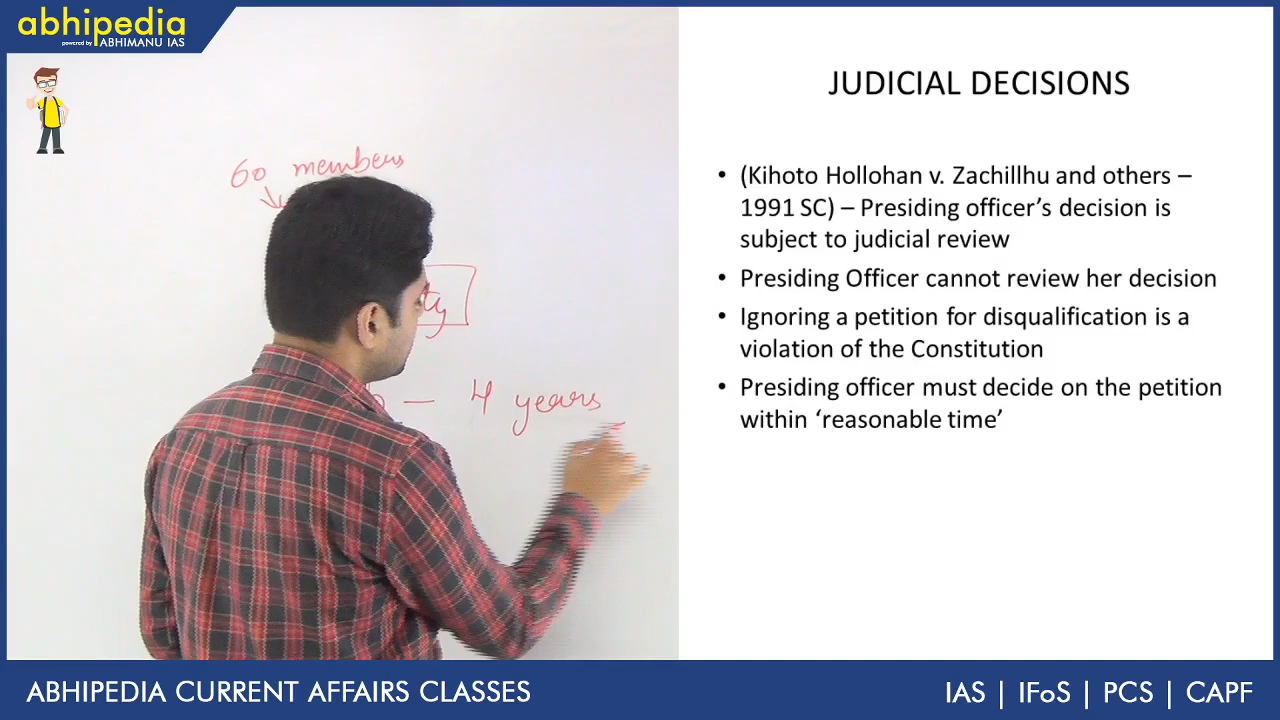 abhipedia
powered by ABHIMANU IAS
60 members
ty
– 4 years
JUDICIAL DECISIONS
• (Kihoto Hollohan v. Zachillhu and others –
1991 SC) – Presiding officer’s decision is
subject to judicial review
• Presiding Officer cannot review her decision
• Ignoring a petition for disqualification is a
violation of the Constitution
• Presiding officer must decide on the petition
within ‘reasonable time’
ABHIPEDIA CURRENT AFFAIRS CLASSES
IAS | IFoS | PCS | CAPF